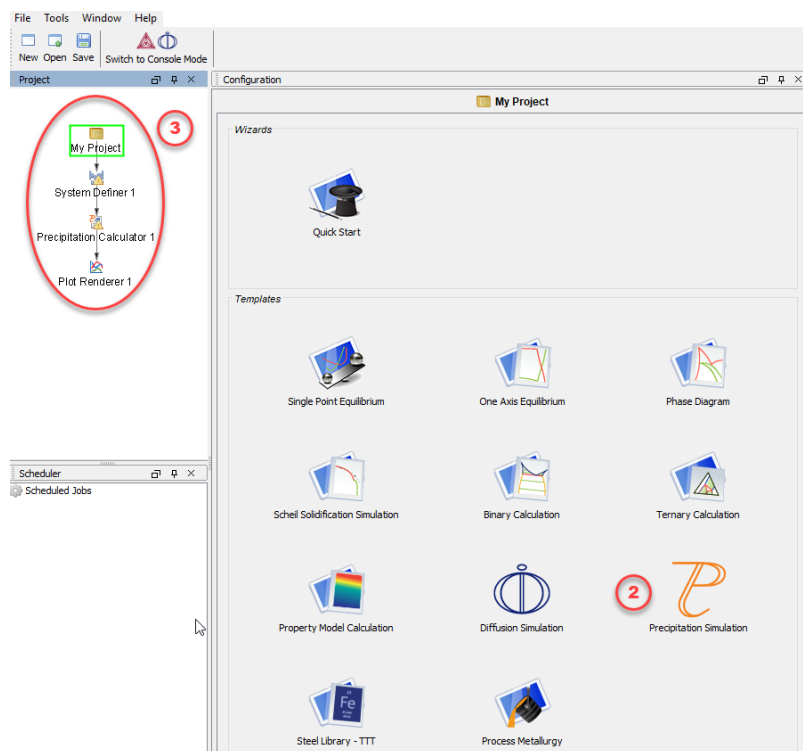 File Tools Window Help
New Open Save Switch to Console Mode
Project
Configuration
My Project
3
My Project
System Definer 1
Precipitation Calculator 1
Plot Renderer 1
Wizards
Quick Start
Templates
Single Point Equilibrium One Axis Equilibrium Phase Diagram
Scheil Solidification Simulation Binary Calculation Ternary Calculation
2
Property Model Calculation Diffusion Simulation Precipitation Simulation
Fe
Steel Library - TTT Process Metallurgy
Scheduler
Scheduled Jobs